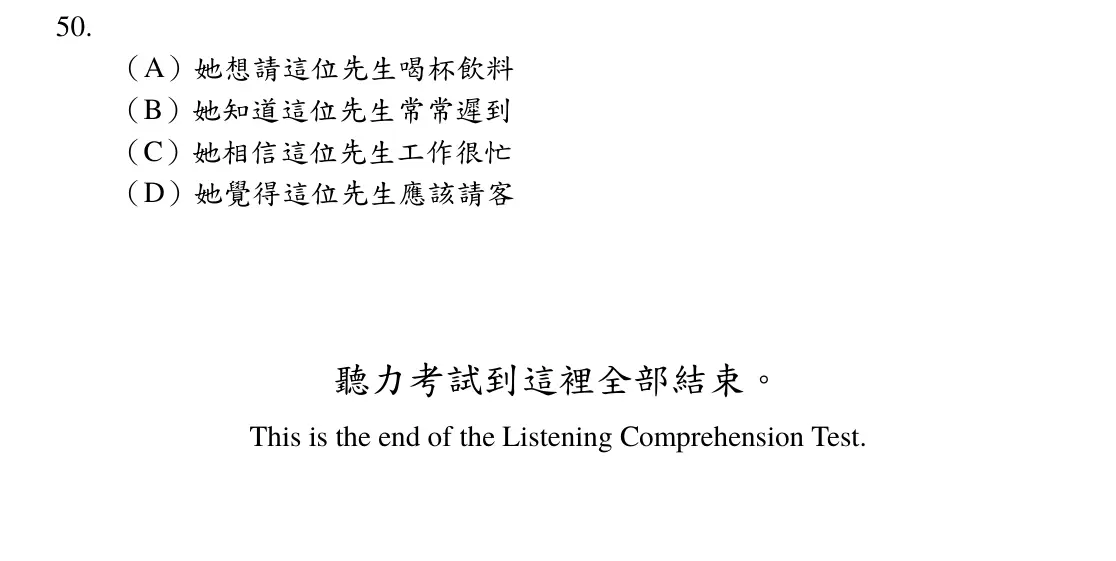 50.
（A）她想請這位先生喝杯飲料
（B）她知道這位先生常常遲到
（C）她相信這位先生工作很忙
（D）她覺得這位先生應該請客
聽力考試到這裡全部結束。
This is the end of the Listening Comprehension Test.